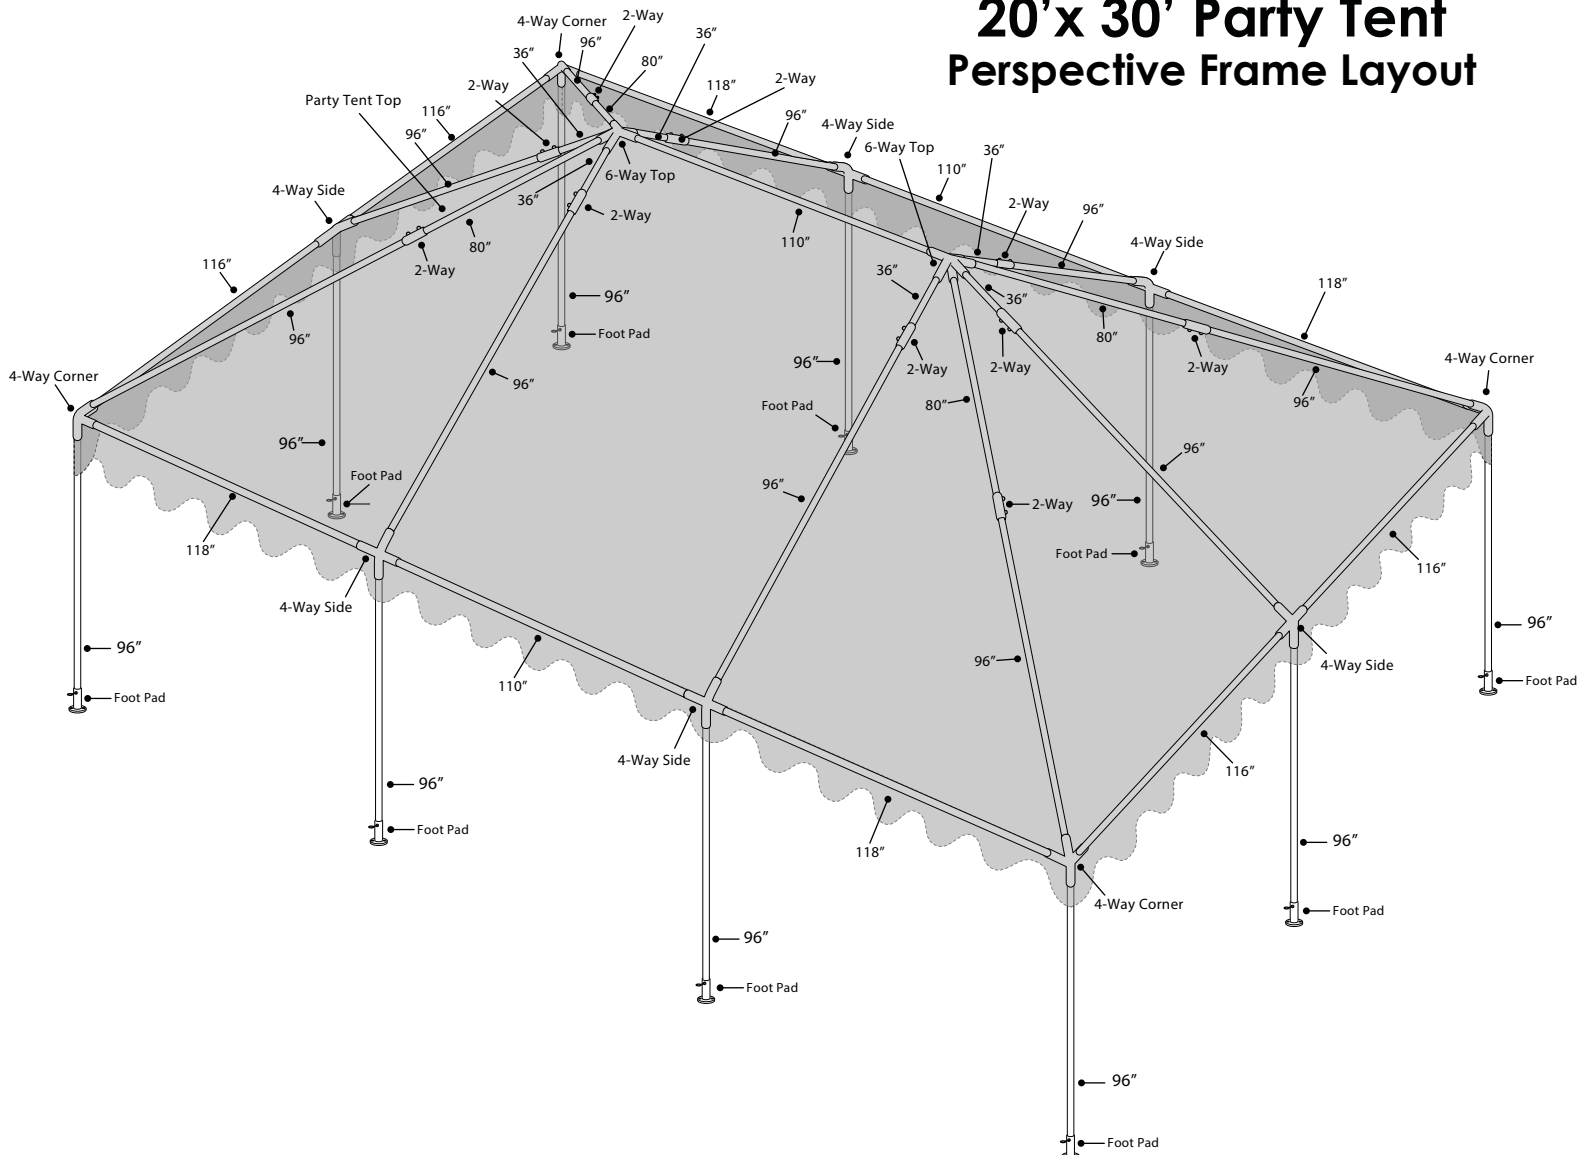 20’x 30’ Party Tent
Perspective Frame Layout
4-Way Corner
2-Way
36”
96”
36”
80”
2-Way
118”
2-Way
Party Tent Top
116”
96”
96”
4-Way Side
6-Way Top
36”
4-Way Side
36”
6-Way Top
110”
2-Way
2-Way
96”
80”
110”
4-Way Side
116”
2-Way
36”
118”
96”
36”
96”
Foot Pad
80”
2-Way
2-Way
2-Way
4-Way Corner
4-Way Corner
96”
96”
96”
80”
Foot Pad
96”
96”
Foot Pad
96”
2-Way
96”
118”
Foot Pad
116”
4-Way Side
96”
96”
96”
4-Way Side
110”
Foot Pad
Foot Pad
4-Way Side
116”
96”
Foot Pad
118”
96”
4-Way Corner
Foot Pad
96”
Foot Pad
96”
Foot Pad